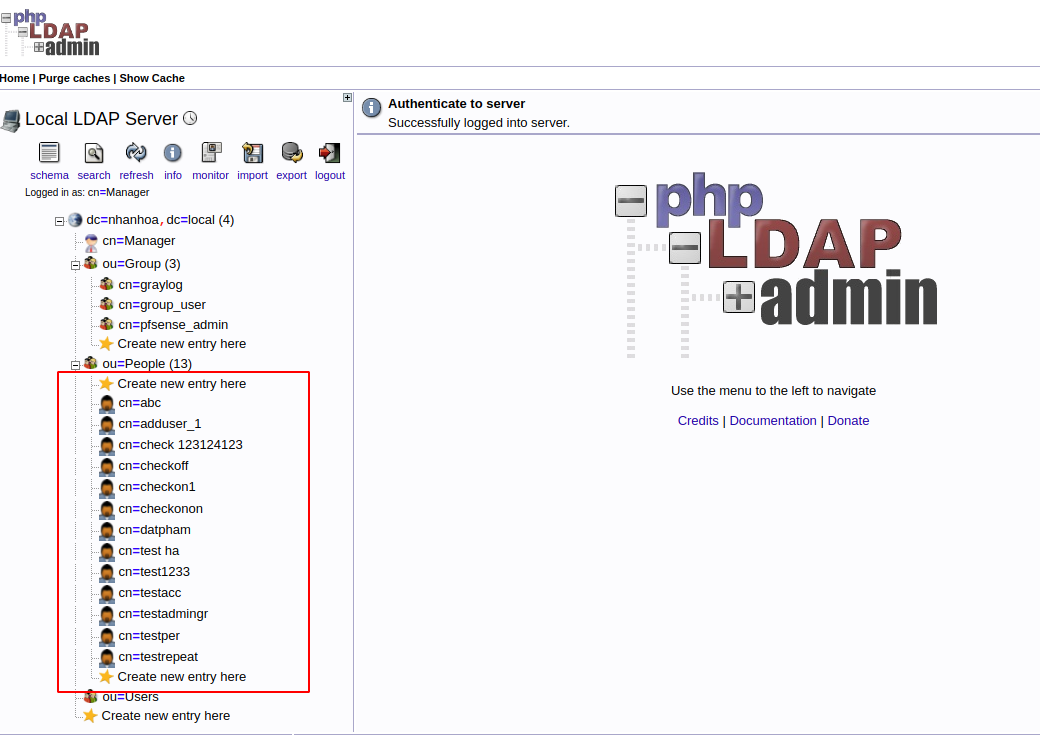 php
LDAP
admin
Home | Purge caches | Show Cache
Local LDAP Server
schema search refresh info monitor import export logout
Logged in as: cn=Manager
dc=nhanhoa,dc=local (4)
cn=Manager
ou=Group (3)
cn=graylog
cn=group_user
cn=pfsense_admin
Create new entry here
ou=People (13)
Create new entry here
cn=abc
cn=adduser_1
cn=check 123124123
cn=checkoff
cn=checkon1
cn=checkonon
cn=datpham
cn=test ha
cn=test1233
cn=testacc
cn=testadmingr
cn=testper
cn=testrepeat
Create new entry here
ou=Users
Create new entry here
Authenticate to server
Successfully logged into server.
php
LDAP
admin
Use the menu to the left to navigate
Credits | Documentation | Donate